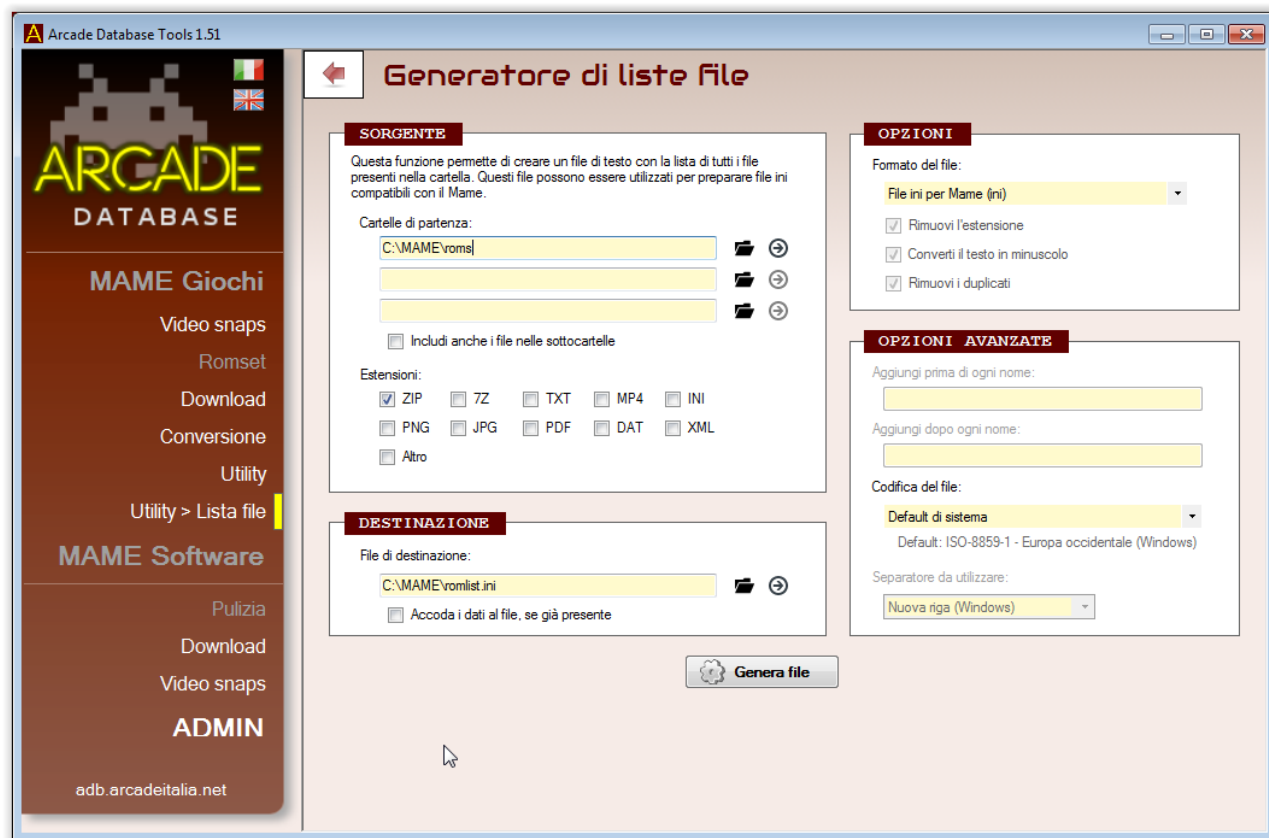 Arcade Database Tools 1.51
ARCADE
DATABASE
MAME Giochi
Video snaps
Romset
Download
Conversione
Utility
Utility > Lista file
MAME Software
Pulizia
Download
Video snaps
ADMIN
adb.arcadeitalia.net
Generatore di liste file
SORGENTE
Questa funzione permette di creare un file di testo con la lista di tutti i file
presenti nella cartella. Questi file possono essere utilizzati per preparare file ini
compatibili con il Mame.
Cartelle di partenza:
C:\MAME\roms
Includi anche i file nelle sottocartelle
Estensioni:
ZIP 7Z TXT MP4 INI
PNG JPG PDF DAT XML
Altro
DESTINAZIONE
File di destinazione:
C:\MAME\romlist.ini
Accoda i dati al file, se già presente
OPZIONI
Formato del file:
File ini per Mame (ini)
Rimuovi l'estensione
Converti il testo in minuscolo
Rimuovi i duplicati
OPZIONI AVANZATE
Aggiungi prima di ogni nome:
Aggiungi dopo ogni nome:
Codifica del file:
Default di sistema
Default: ISO-8859-1 - Europa occidentale (Windows)
Separatore da utilizzare:
Nuova riga (Windows)
Genera file